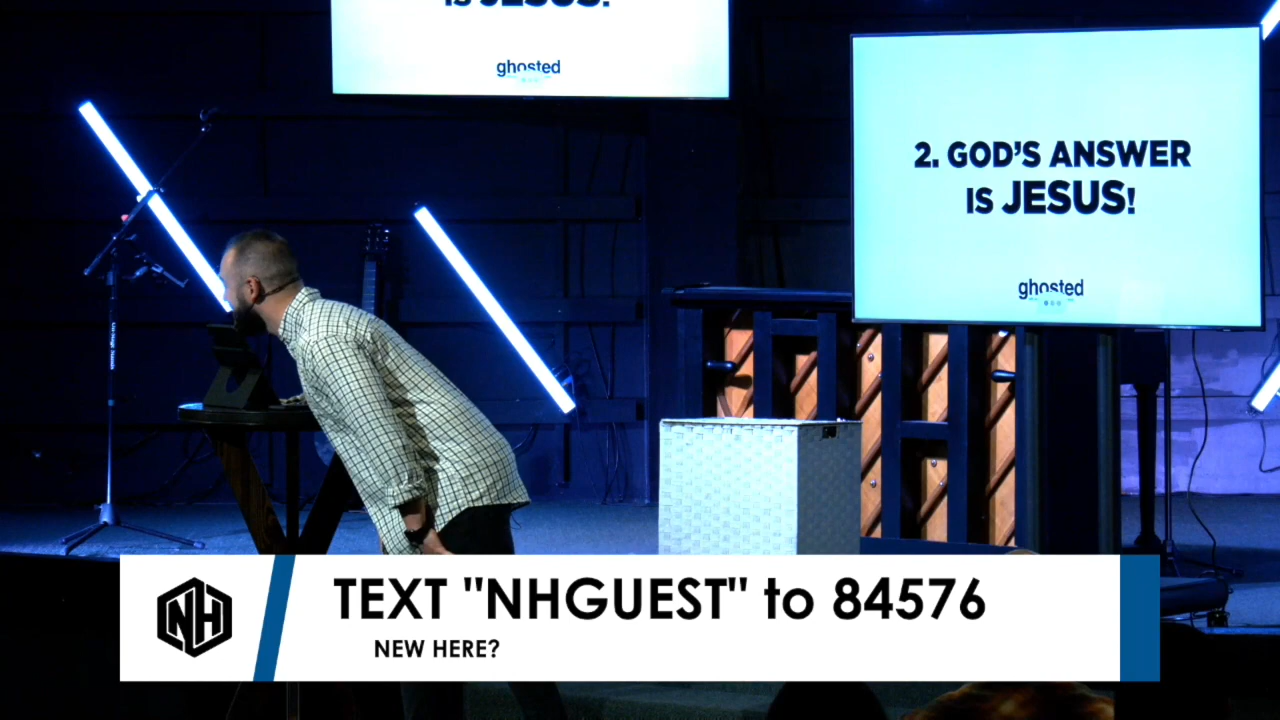 IS JESUS!
ghosted
2. GOD'S ANSWER
IS JESUS!
ghosted
NH
TEXT "NHGUEST" to 84576
NEW HERE?